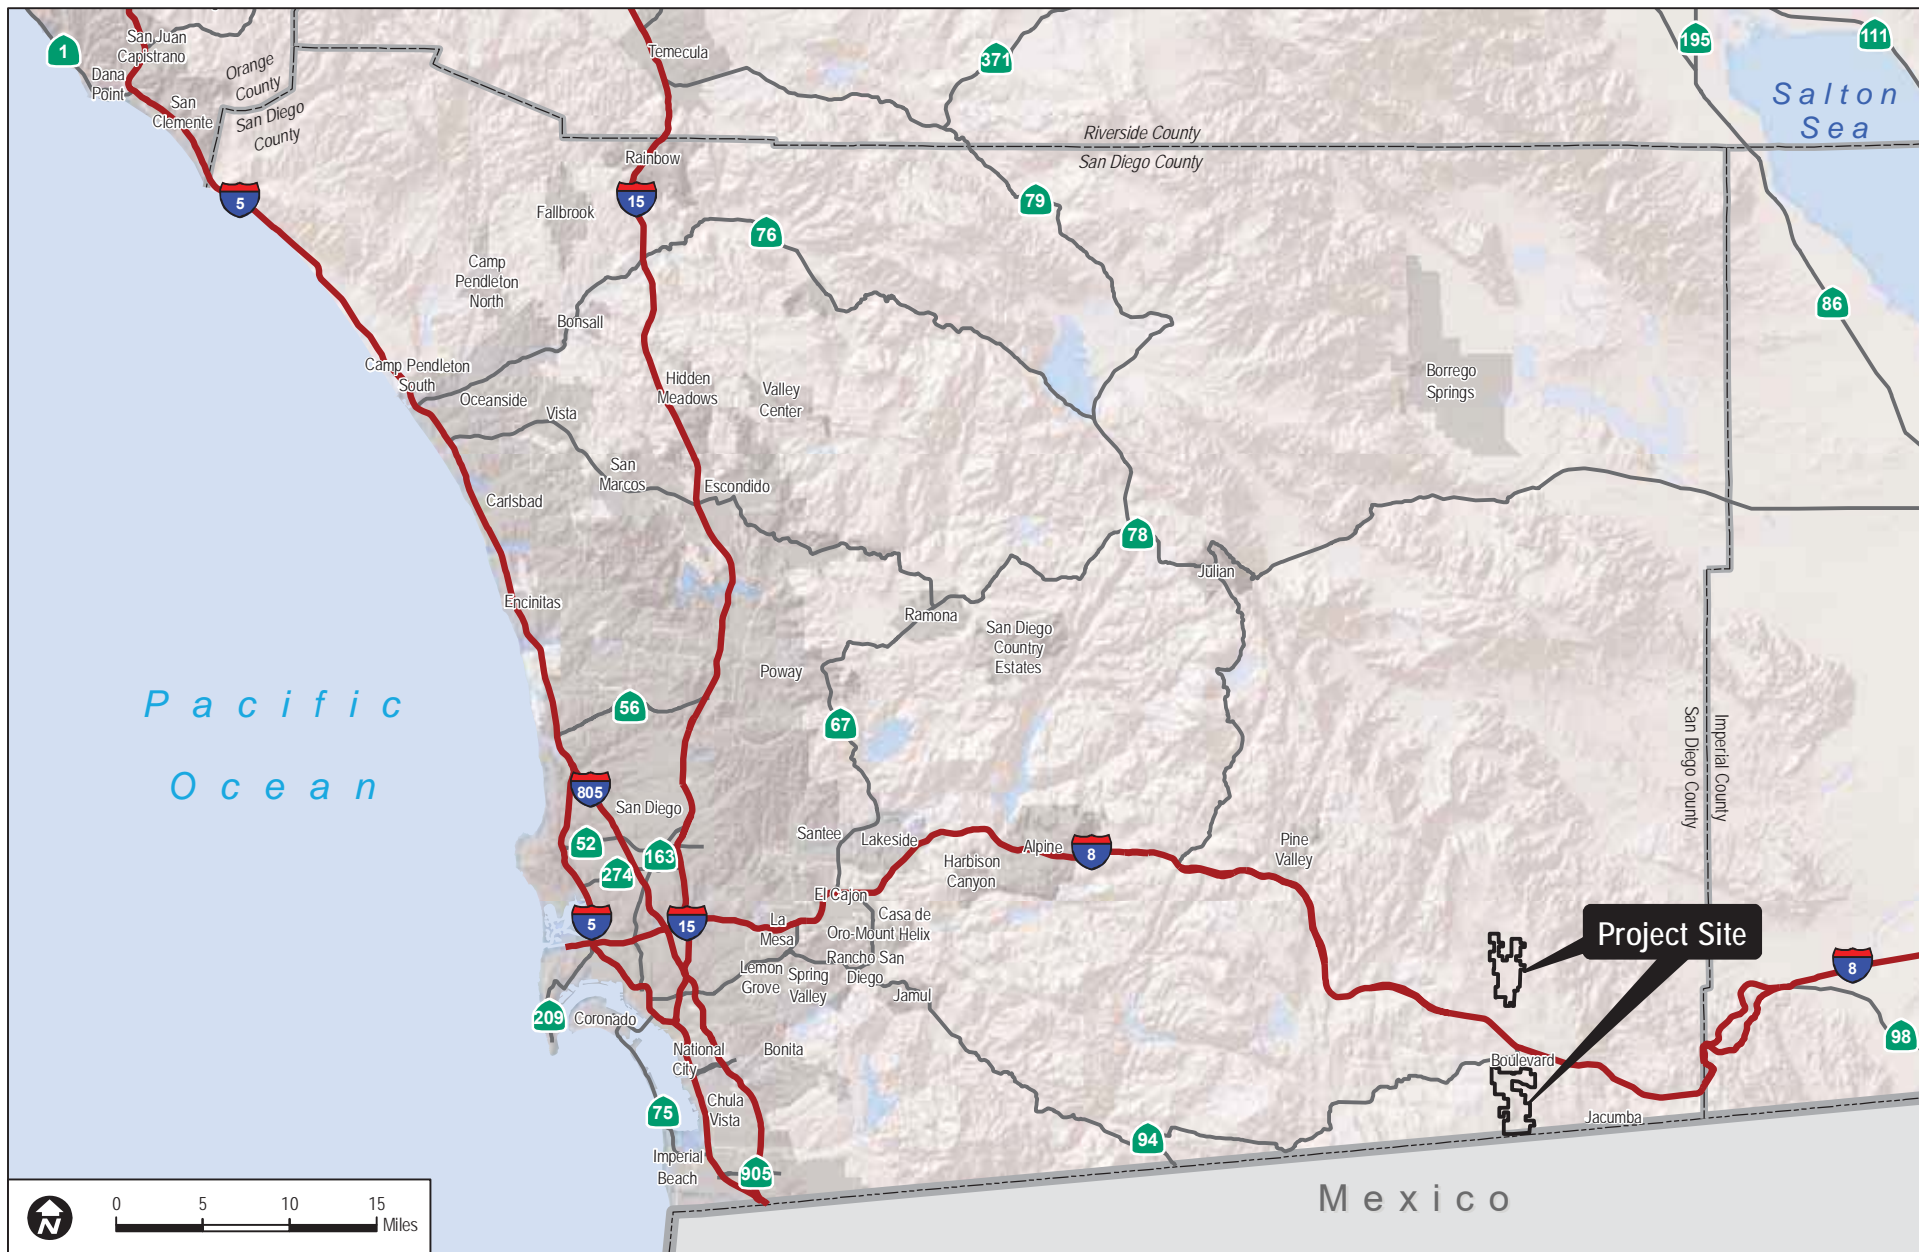 1
San Juan
Capistrano
Dana
Point
Orange
County
San Diego
County
San
Clemente
Temecula
371
195
111
Salton
Sea
Riverside County
San Diego County
Rainbow
5
15
79
Fallbrook
76
Camp
Pendleton
North
86
Bonsall
Camp Pendleton
South
Hidden
Meadows
Valley
Center
Borrego
Springs
Oceanside
Vista
San
Marcos
Escondido
Carlsbad
78
Julian
Encinitas
Ramona
San Diego
Country
Estates
Poway
Pacific
Ocean
56
67
San Diego County
Imperial County
805
San Diego
52
163
274
Santee
Lakeside
Alpine
8
Harbison
Canyon
Pine
Valley
El Cajon
5
15
La
Mesa
Casa de
Oro-Mount Helix
Project Site
Lemon
Grove
Spring
Valley
Rancho San
Diego
Jamul
8
209
Coronado
98
National
City
Bonita
Boulevard
75
Chula
Vista
Jacumba
94
Imperial
Beach
905
Mexico
N
0 5 10 15
Miles